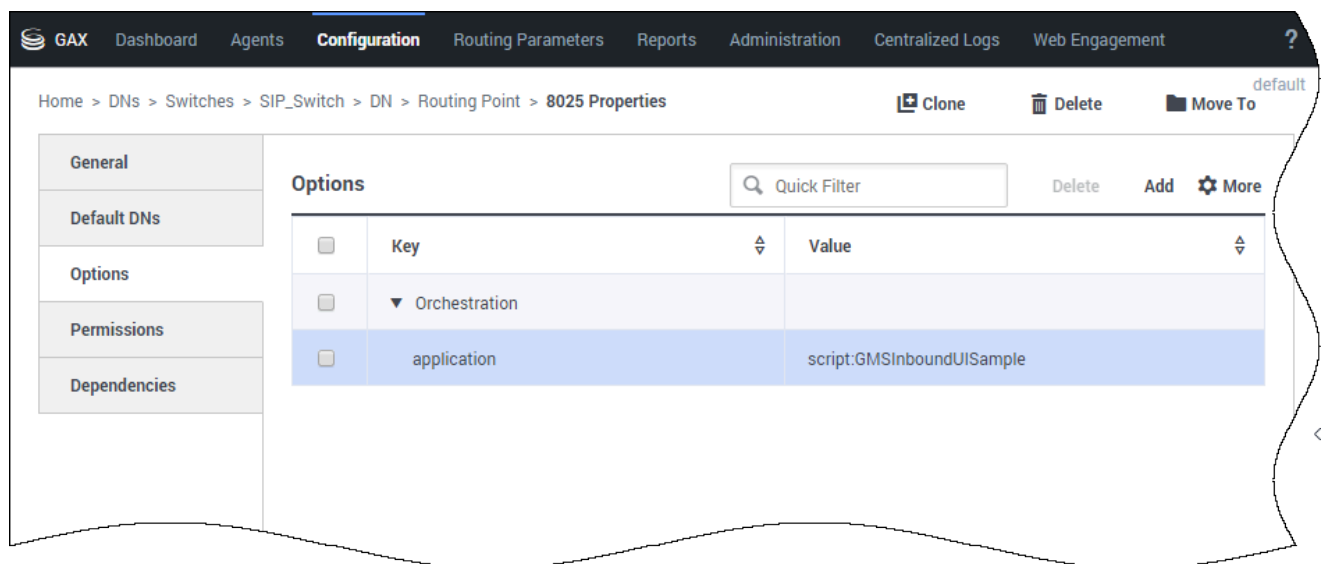 GAX Dashboard Agents Configuration Routing Parameters Reports Administration Centralized Logs Web Engagement ?
default
Home > DNs > Switches > SIP_Switch > DN > Routing Point > 8025 Properties Clone Delete Move To
General
Options Quick Filter Delete Add More
Default DNs
Key Value
Options
Orchestration
Permissions
application script:GMSInboundUISample
Dependencies